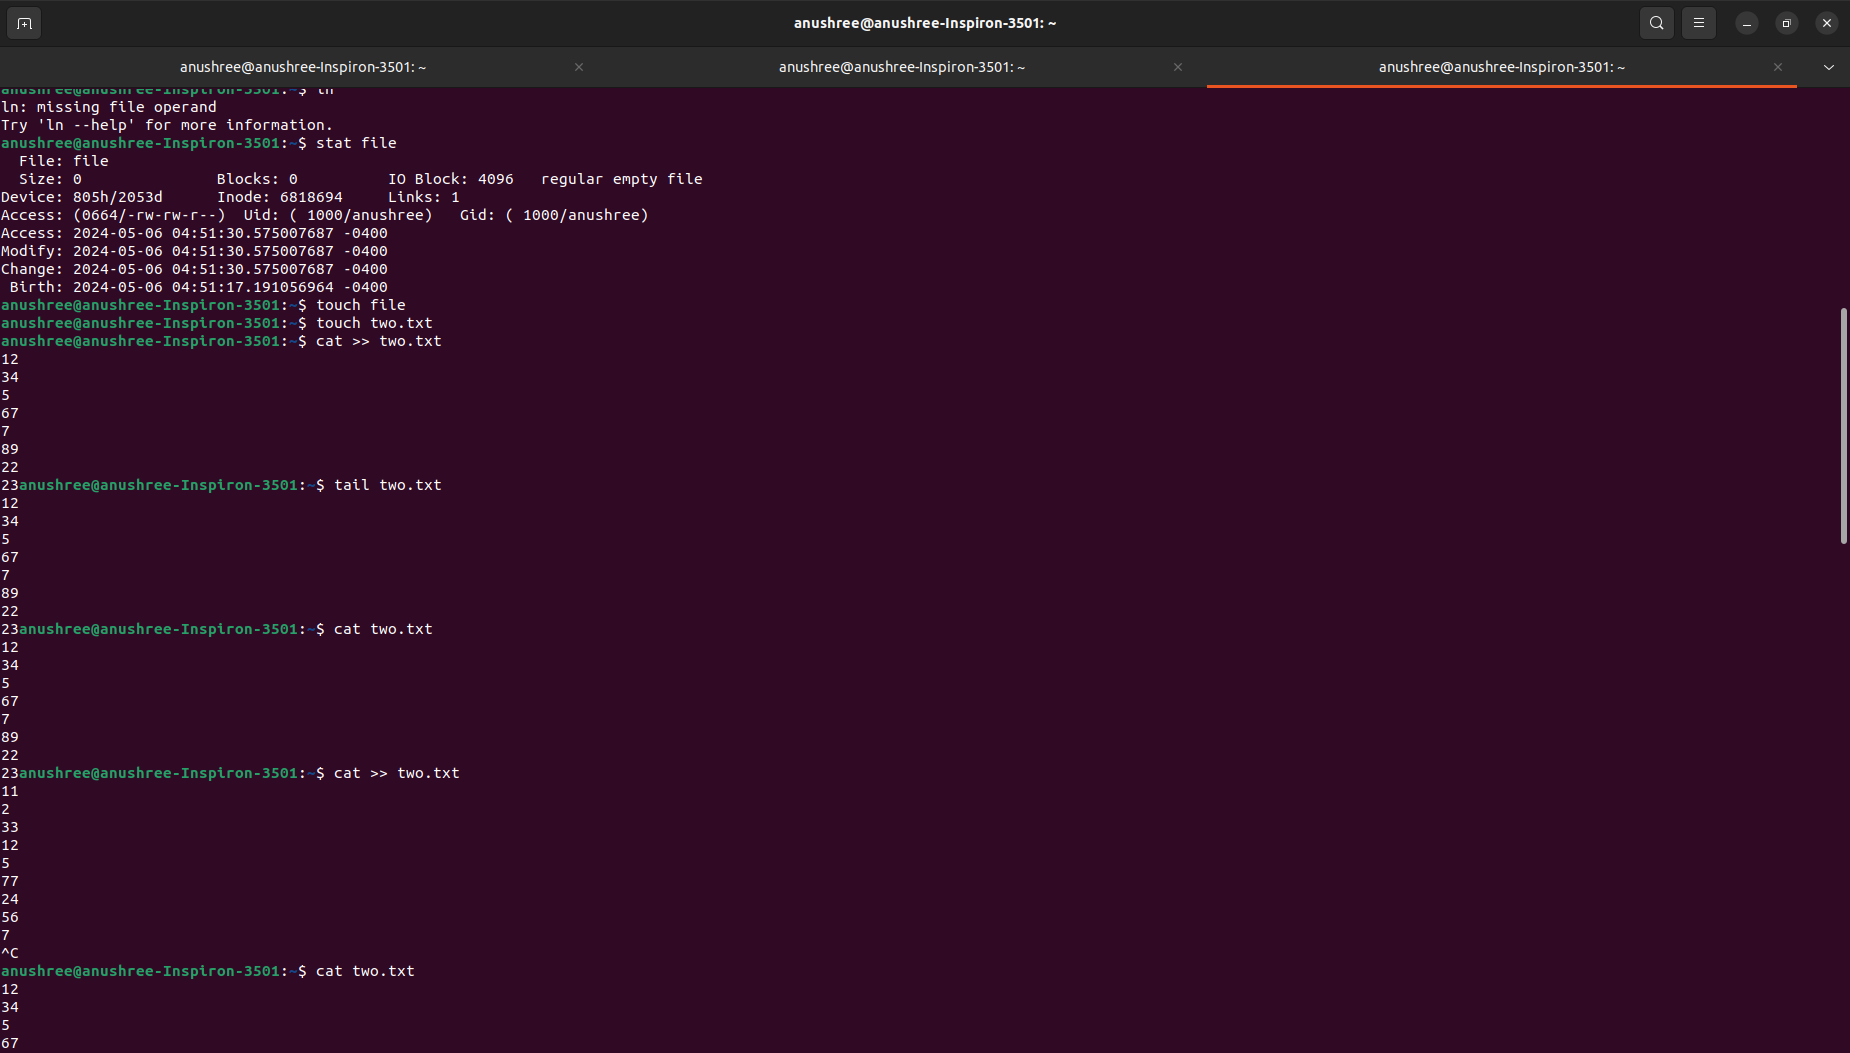 anushree@anushree-Inspiron-3501: ~
anushree@anushree-Inspiron-3501: ~
anushree@anushree-Inspiron-3501: ~
anushree@anushree-Inspiron-3501: ~
anushree@anushree-Inspiron-3501:~$ ln
ln: missing file operand
Try 'ln --help' for more information.
anushree@anushree-Inspiron-3501:~$ stat file
  File: file
  Size: 0               Blocks: 0          IO Block: 4096   regular empty file
Device: 805h/2053d      Inode: 6818694     Links: 1
Access: (0664/-rw-rw-r--)  Uid: ( 1000/anushree)   Gid: ( 1000/anushree)
Access: 2024-05-06 04:51:30.575007687 -0400
Modify: 2024-05-06 04:51:30.575007687 -0400
Change: 2024-05-06 04:51:30.575007687 -0400
 Birth: 2024-05-06 04:51:17.191056964 -0400
anushree@anushree-Inspiron-3501:~$ touch file
anushree@anushree-Inspiron-3501:~$ touch two.txt
anushree@anushree-Inspiron-3501:~$ cat >> two.txt
12
34
5
67
7
89
22
23anushree@anushree-Inspiron-3501:~$ tail two.txt
12
34
5
67
7
89
22
23anushree@anushree-Inspiron-3501:~$ cat two.txt
12
34
5
67
7
89
22
23anushree@anushree-Inspiron-3501:~$ cat >> two.txt
11
2
33
12
5
77
24
56
7
^C
anushree@anushree-Inspiron-3501:~$ cat two.txt
12
34
5
67